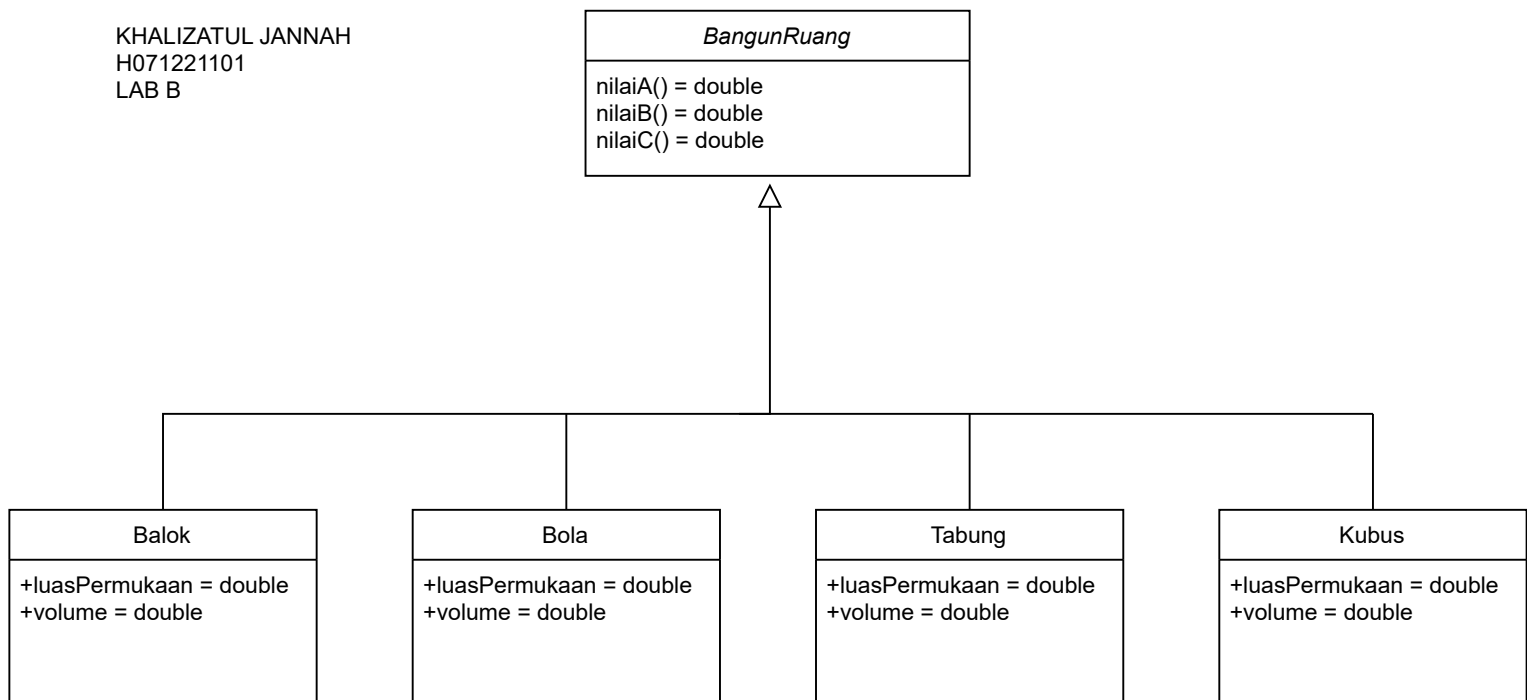 KHALIZATUL JANNAH
H071221101
LAB B
BangunRuang
nilaiA() = double
nilaiB() = double
nilaiC() = double
Balok
+luasPermukaan = double
+volume = double
Bola
+luasPermukaan = double
+volume = double
Tabung
+luasPermukaan = double
+volume = double
Kubus
+luasPermukaan = double
+volume = double